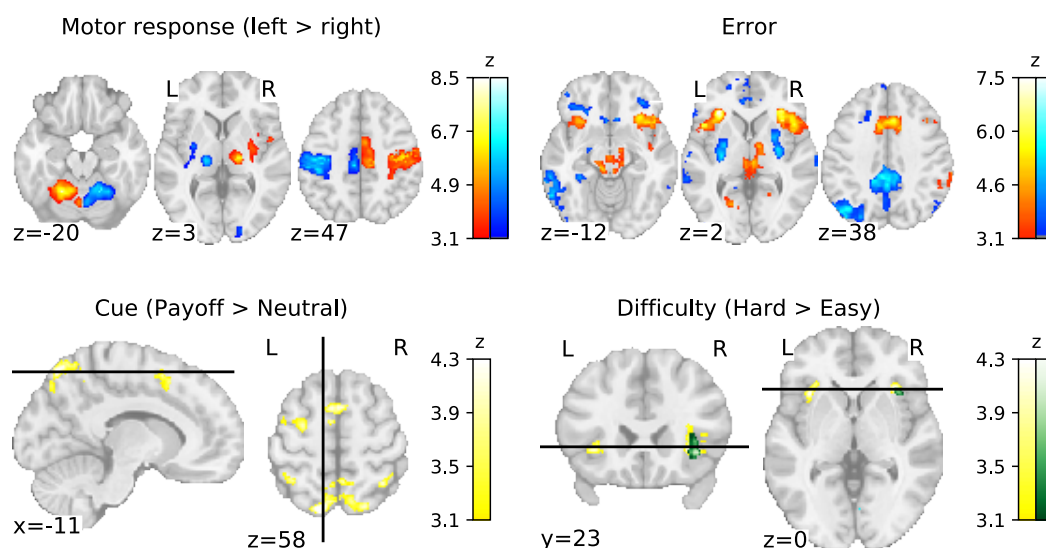 Motor response (left > right)
Error
z
8.5
6.7
4.9
3.1
L
R
z=-20
z=3
z=47
z
7.5
6.0
4.6
3.1
L
R
z=-12
z=2
z=38
Cue (Payoff > Neutral)
Difficulty (Hard > Easy)
L
R
z
4.3
3.9
3.5
3.1
x=-11
z=58
L
R
L
R
z
4.3
3.9
3.5
3.1
y=23
z=0